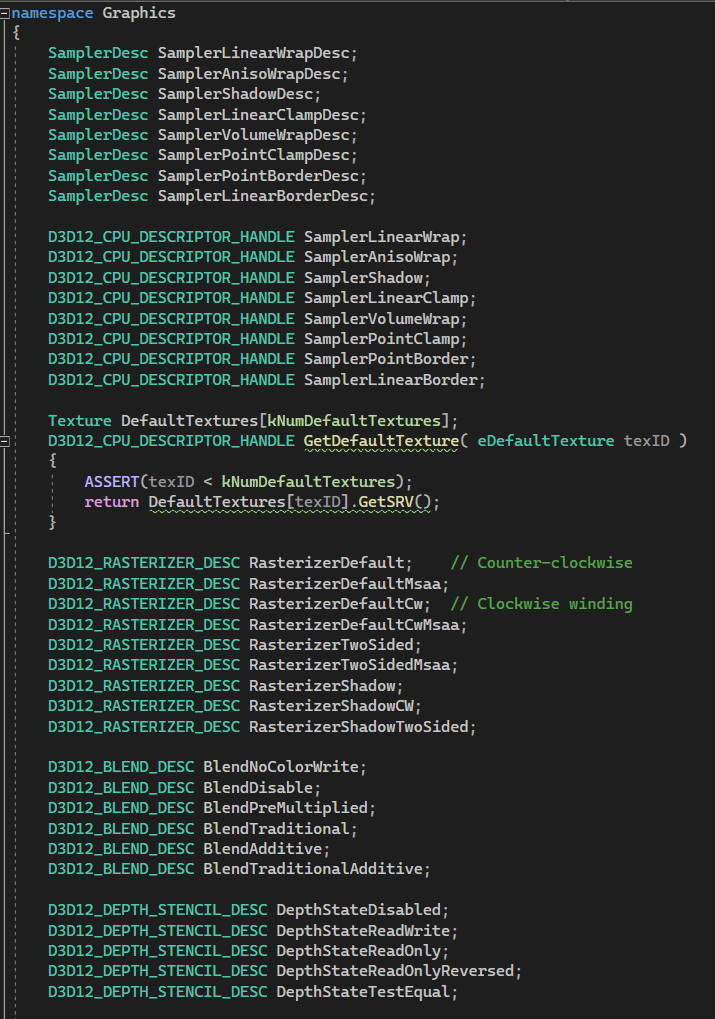 namespace Graphics
{
    SamplerDesc SamplerLinearWrapDesc;
    SamplerDesc SamplerAnisoWrapDesc;
    SamplerDesc SamplerShadowDesc;
    SamplerDesc SamplerLinearClampDesc;
    SamplerDesc SamplerVolumeWrapDesc;
    SamplerDesc SamplerPointClampDesc;
    SamplerDesc SamplerPointBorderDesc;
    SamplerDesc SamplerLinearBorderDesc;

    D3D12_CPU_DESCRIPTOR_HANDLE SamplerLinearWrap;
    D3D12_CPU_DESCRIPTOR_HANDLE SamplerAnisoWrap;
    D3D12_CPU_DESCRIPTOR_HANDLE SamplerShadow;
    D3D12_CPU_DESCRIPTOR_HANDLE SamplerLinearClamp;
    D3D12_CPU_DESCRIPTOR_HANDLE SamplerVolumeWrap;
    D3D12_CPU_DESCRIPTOR_HANDLE SamplerPointClamp;
    D3D12_CPU_DESCRIPTOR_HANDLE SamplerPointBorder;
    D3D12_CPU_DESCRIPTOR_HANDLE SamplerLinearBorder;

    Texture DefaultTextures[kNumDefaultTextures];
    D3D12_CPU_DESCRIPTOR_HANDLE GetDefaultTexture( eDefaultTexture texID )
    {
        ASSERT(texID < kNumDefaultTextures);
        return DefaultTextures[texID].GetSRV();
    }

    D3D12_RASTERIZER_DESC RasterizerDefault;    // Counter-clockwise
    D3D12_RASTERIZER_DESC RasterizerDefaultMsaa;
    D3D12_RASTERIZER_DESC RasterizerDefaultCw;  // Clockwise winding
    D3D12_RASTERIZER_DESC RasterizerDefaultCwMsaa;
    D3D12_RASTERIZER_DESC RasterizerTwoSided;
    D3D12_RASTERIZER_DESC RasterizerTwoSidedMsaa;
    D3D12_RASTERIZER_DESC RasterizerShadow;
    D3D12_RASTERIZER_DESC RasterizerShadowCW;
    D3D12_RASTERIZER_DESC RasterizerShadowTwoSided;

    D3D12_BLEND_DESC BlendNoColorWrite;
    D3D12_BLEND_DESC BlendDisable;
    D3D12_BLEND_DESC BlendPreMultiplied;
    D3D12_BLEND_DESC BlendTraditional;
    D3D12_BLEND_DESC BlendAdditive;
    D3D12_BLEND_DESC BlendTraditionalAdditive;

    D3D12_DEPTH_STENCIL_DESC DepthStateDisabled;
    D3D12_DEPTH_STENCIL_DESC DepthStateReadWrite;
    D3D12_DEPTH_STENCIL_DESC DepthStateReadOnly;
    D3D12_DEPTH_STENCIL_DESC DepthStateReadOnlyReversed;
    D3D12_DEPTH_STENCIL_DESC DepthStateTestEqual;